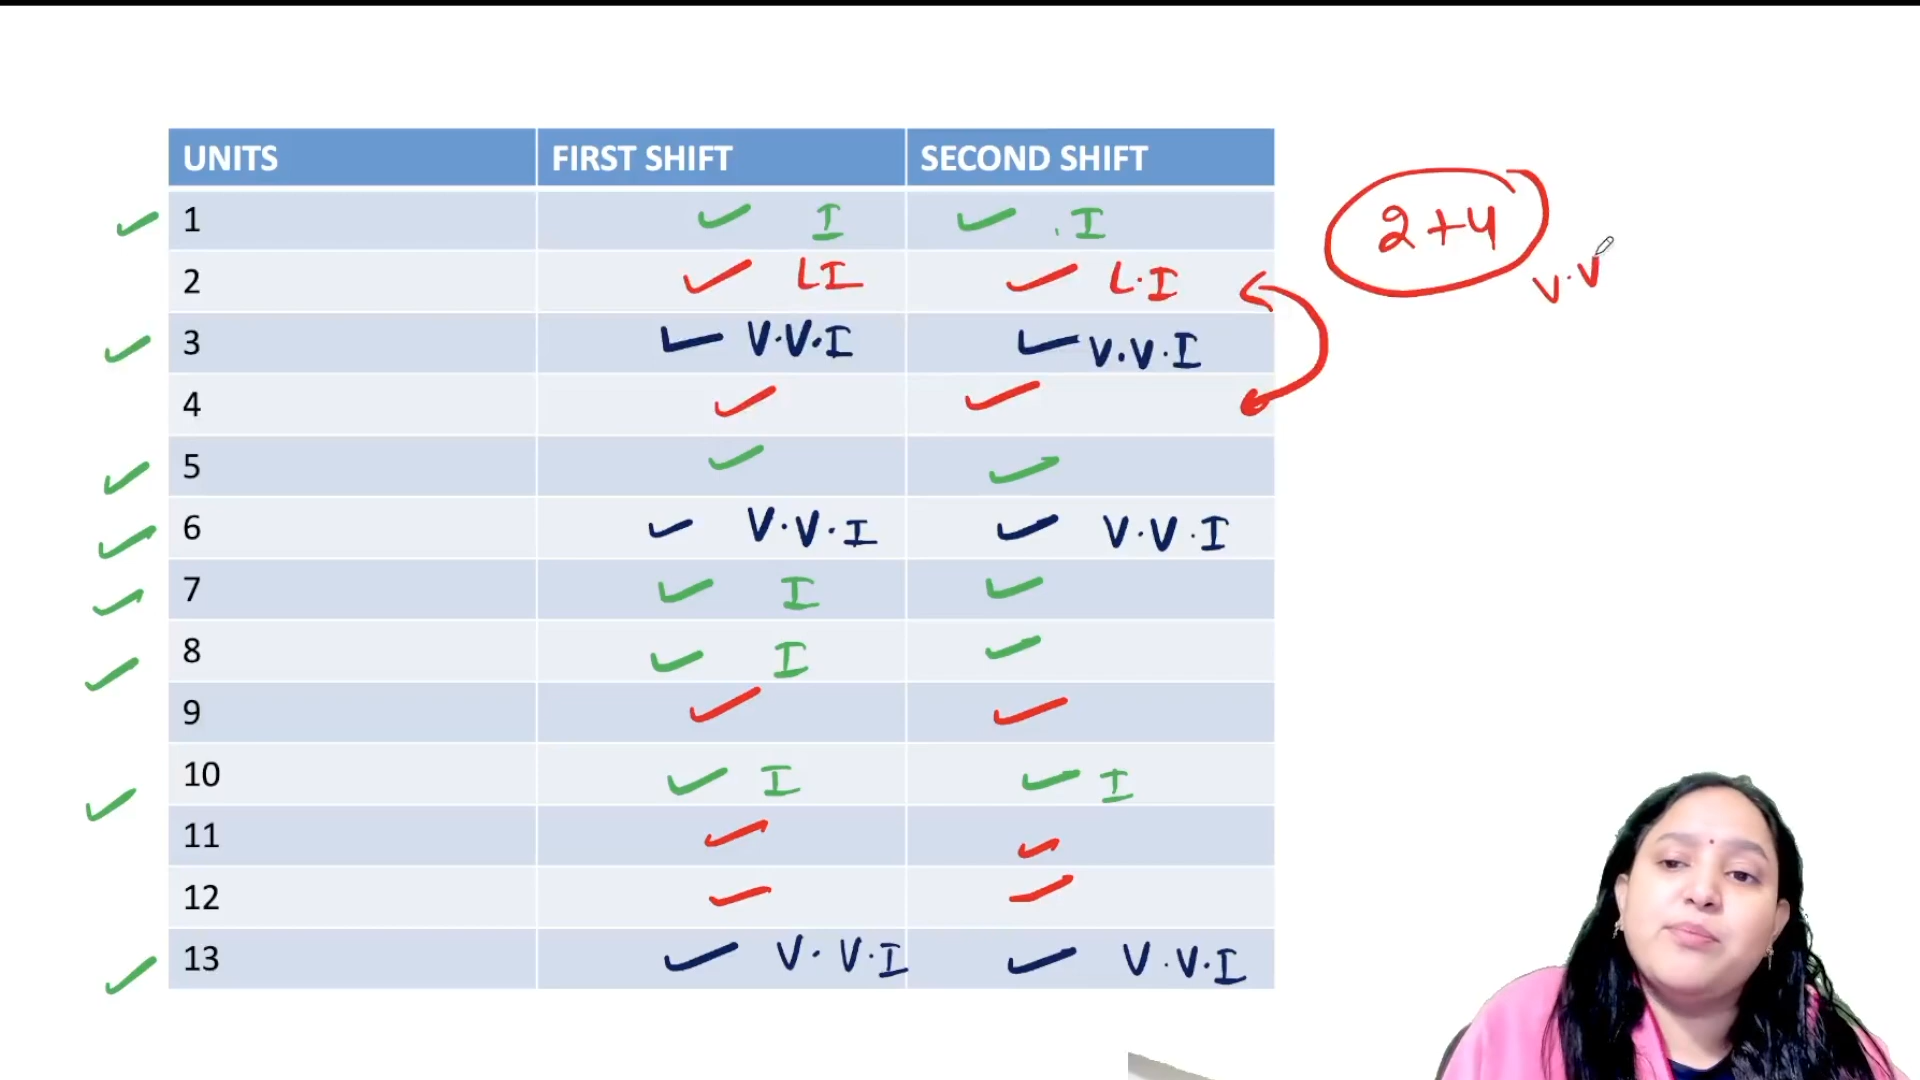 UNITS FIRST SHIFT SECOND SHIFT
1 I . I
2 LI L.I
3 V.V.I V.V.I
4
5
6 V.V.I V.V.I
7 I
8 I
9
10 I I
11
12
13 V.V.I V.V.I
2+4
V.V